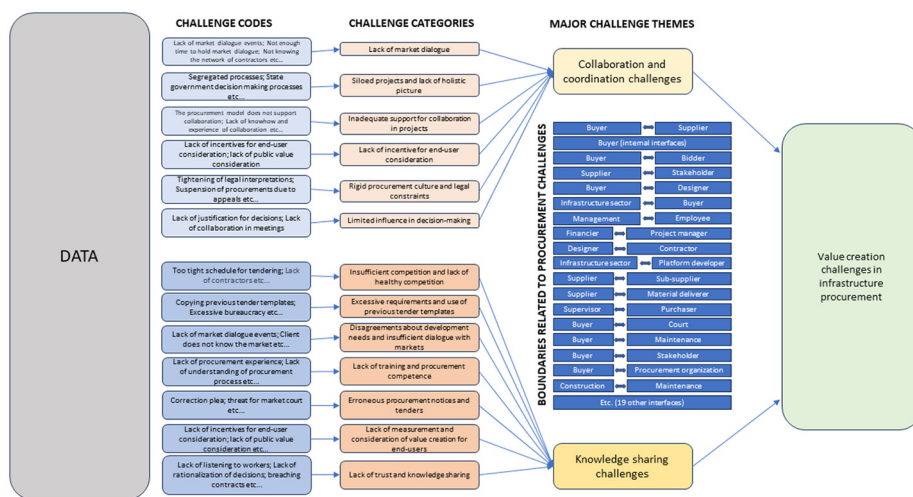 CHALLENGE CODES
CHALLENGE CATEGORIES
MAJOR CHALLENGE THEMES
DATA
Lack of market dialogue events; Not enough
time to hold market dialogue; Not knowing
the network of contractors etc...
Segregated processes; State
government decision making processes
etc...
The procurement model does not support
collaboration; Lack of knowhow and
experience of collaboration etc...
Lack of incentives for end-user
consideration; lack of public value
consideration
Tightening of legal interpretations;
Suspension of procurements due to
appeals etc...
Lack of justification for decisions; Lack
of collaboration in meetings
Too tight schedule for tendering; Lack
of contractors etc...
Copying previous tender templates;
Excessive bureaucracy etc...
Lack of market dialogue events; Client
does not know the market etc...
Lack of procurement experience; Lack
of understanding of procurement
process etc...
Correction plea; threat for market court
etc...
Lack of incentives for end-user
consideration; lack of public value
consideration etc...
Lack of listening to workers; Lack of
rationalization of decisions; breaching
contracts etc...
Lack of market dialogue
Siloed projects and lack of holistic
picture
Inadequate support for collaboration in
projects
Lack of incentive for end-user
consideration
Rigid procurement culture and legal
constraints
Limited influence in decision-making
Insufficient competition and lack of
healthy competition
Excessive requirements and use of
previous tender templates
Disagreements about development
needs and insufficient dialogue with
markets
Lack of training and procurement
competence
Erroneous procurement notices and
tenders
Lack of measurement and
consideration of value creation for
end-users
Lack of trust and knowledge sharing
Collaboration and
coordination challenges
BOUNDARIES RELATED TO PROCUREMENT CHALLENGES
Buyer Supplier
Buyer (internal interfaces)
Buyer Bidder
Supplier Stakeholder
Buyer Designer
Infrastructure sector Buyer
Management Employee
Financier Project manager
Designer Contractor
Infrastructure sector Platform developer
Supplier Sub-supplier
Supplier Material deliverer
Supervisor Purchaser
Buyer Court
Buyer Maintenance
Buyer Stakeholder
Buyer Procurement organization
Construction Maintenance
Etc. (19 other interfaces)
Knowledge sharing
challenges
Value creation
challenges in
infrastructure
procurement